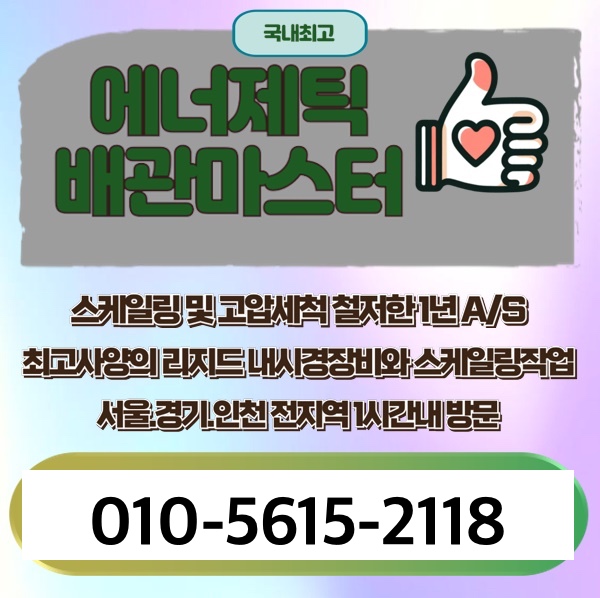 국내최고
에너제틱
배관마스터
스케일링 및 고압세척 철저한 1년 A/S
최고사양의 리지드 내시경장비와 스케일링작업
서울.경기.인천 전지역 1시간내 방문
010-5615-2118